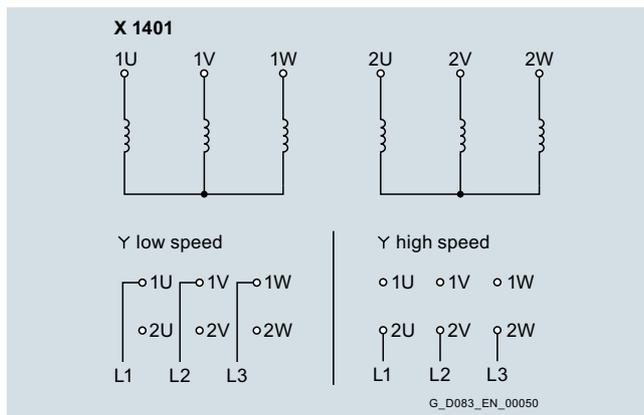 X 1401
1U 1V 1W 2U 2V 2W
Y low speed
Y high speed
1U 1V 1W
2U 2V 2W
L1 L2 L3
1U 1V 1W
2U 2V 2W
L1 L2 L3
G_D083_EN_00050